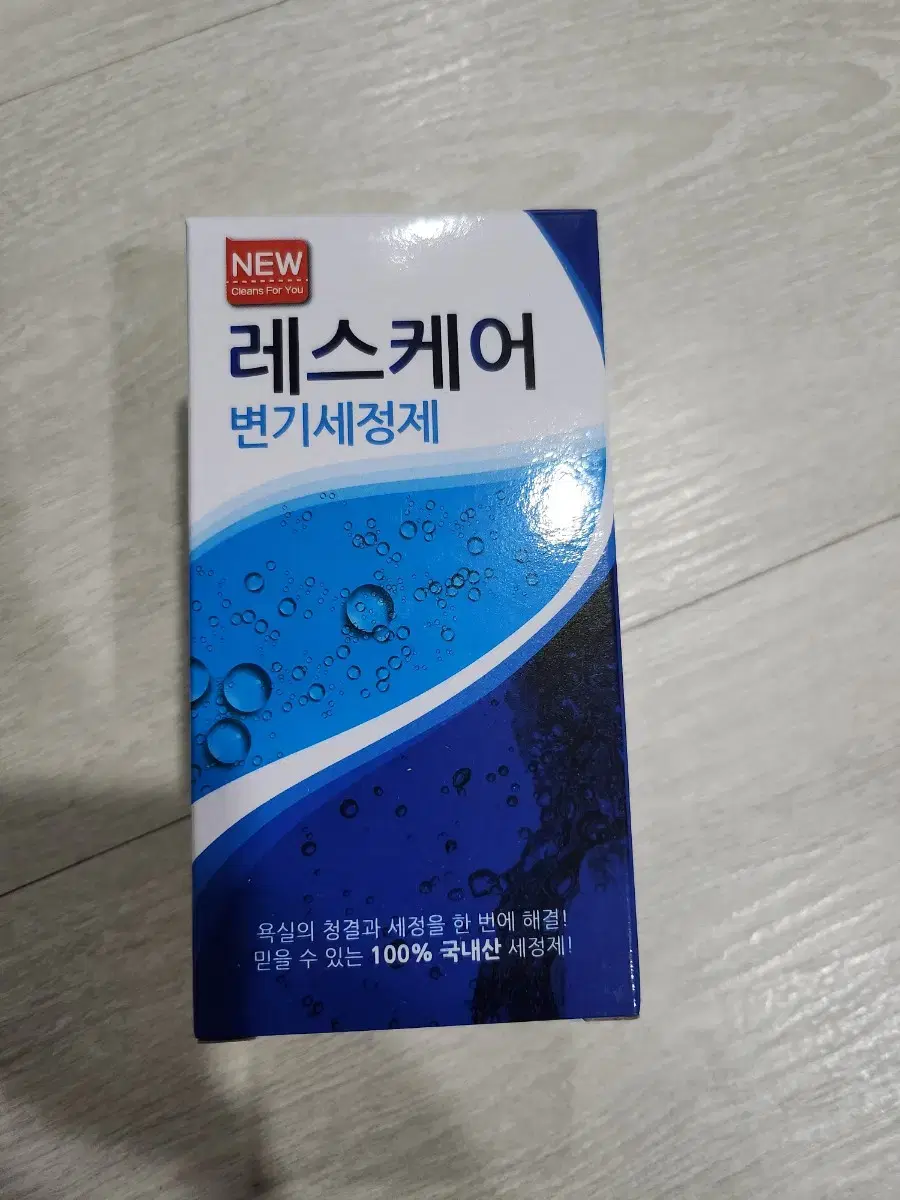 NEW
Cleans For You
레스케어
변기세정제
욕실의 청결과 세정을 한 번에 해결!
믿을 수 있는 100% 국내산 세정제!